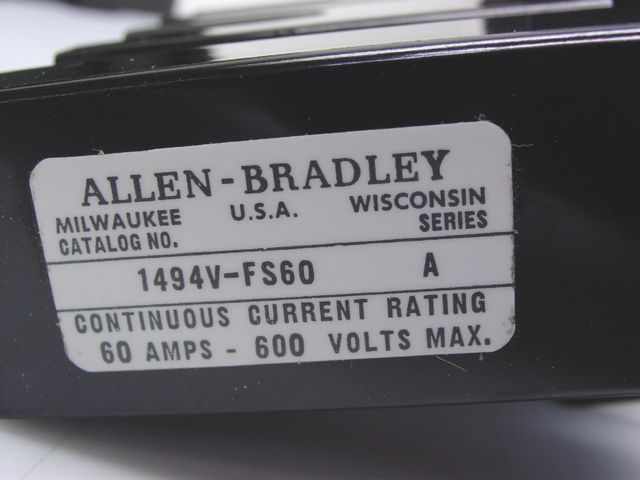 ALLEN-BRADLEY
MILWAUKEE U.S.A. WISCONSIN
CATALOG NO. SERIES
1494V-FS60 A
CONTINUOUS CURRENT RATING
60 AMPS - 600 VOLTS MAX.